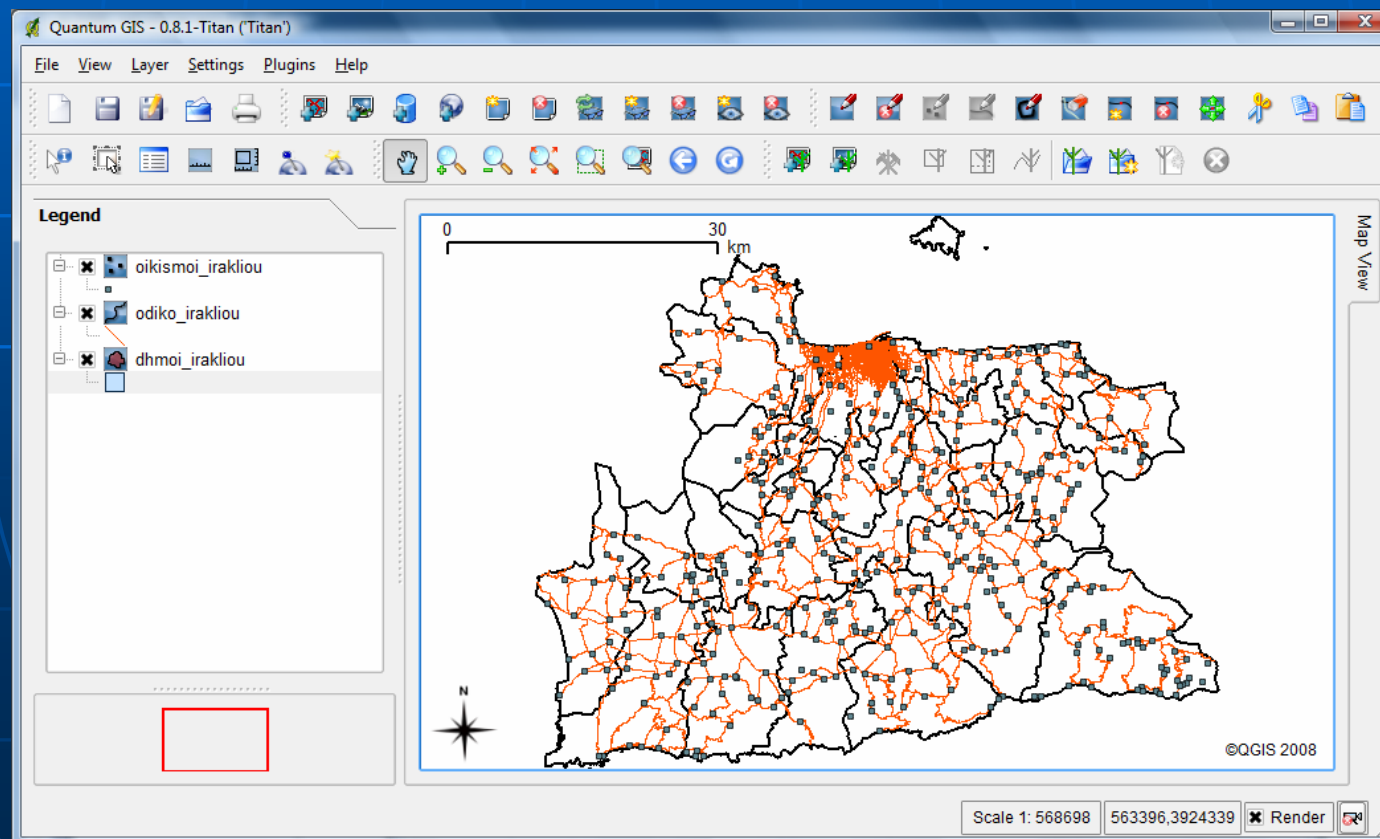 Quantum GIS - 0.8.1-Titan ('Titan')
File View Layer Settings Plugins Help
Legend
oikismoi_irakliou
odiko_irakliou
dhmoi_irakliou
0 30
km
Map View
N
©QGIS 2008
Scale 1: 568698 563396,3924339 Render